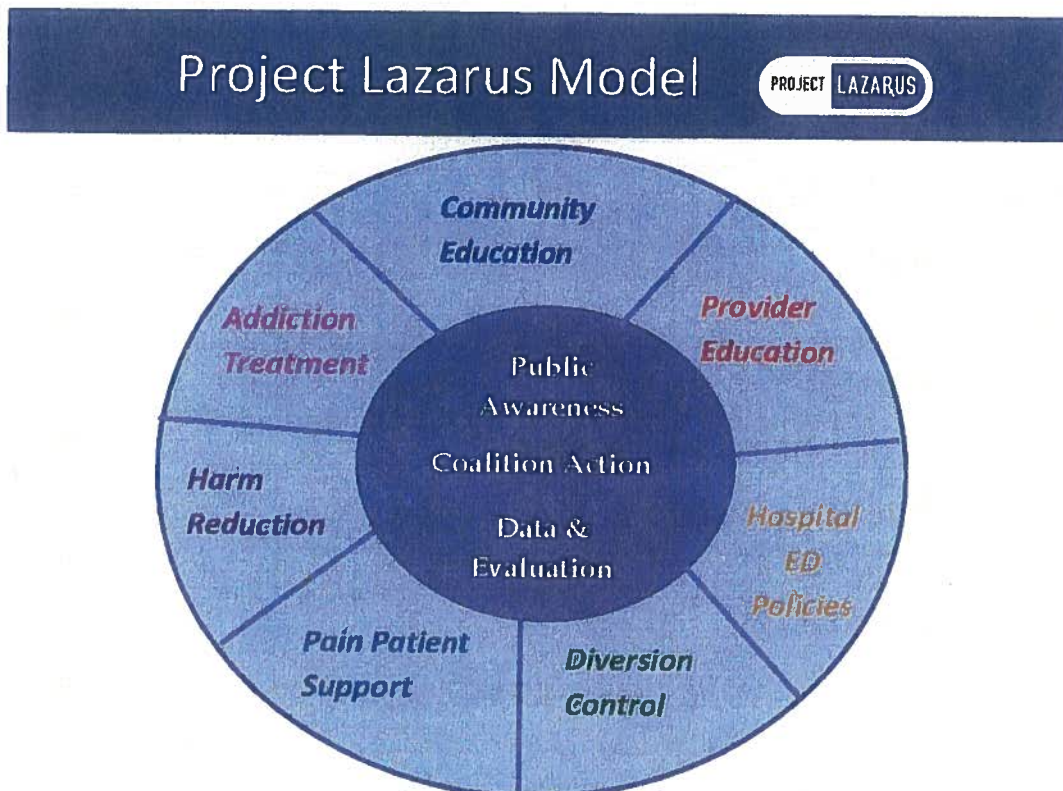 Project Lazarus Model
PROJECT LAZARUS
Community
Education
Provider
Education
Hospital
ED
Policies
Diversion
Control
Pain Patient
Support
Harm
Reduction
Addiction
Treatment
Public
Awareness
Coalition Action
Data &
Evaluation